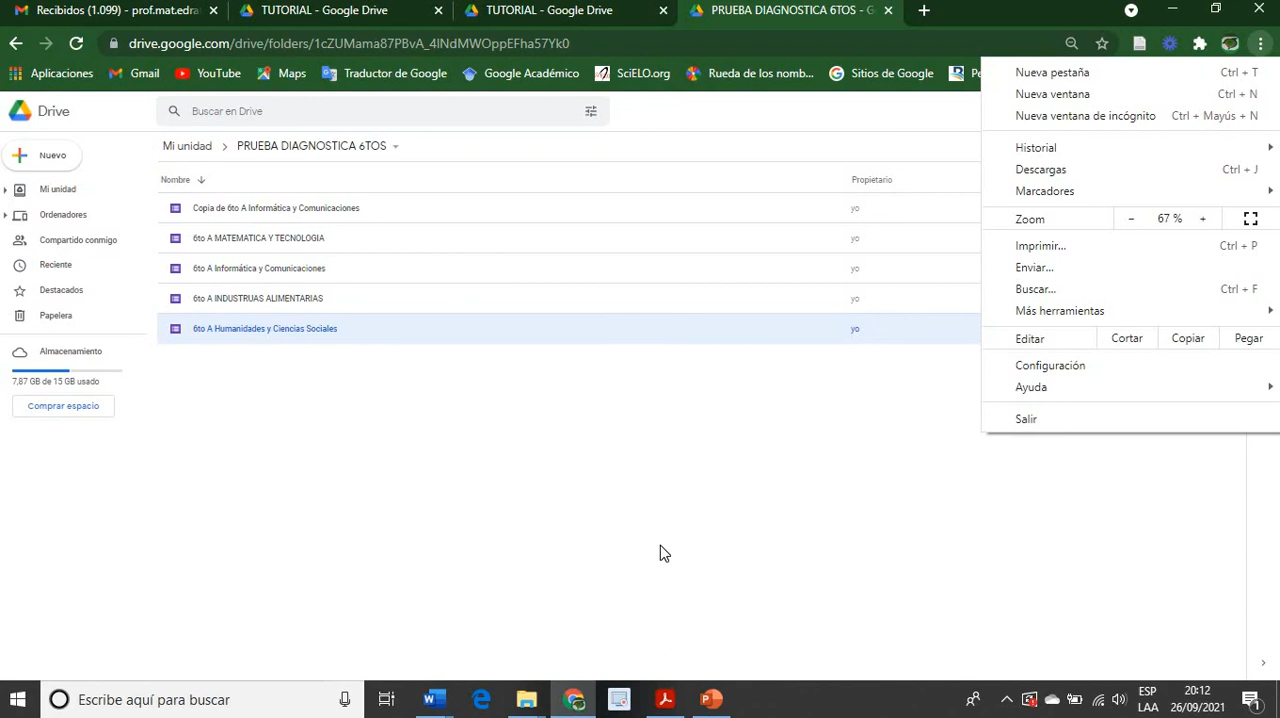 Recibidos (1.099) - prof.mat.edra
TUTORIAL - Google Drive
TUTORIAL - Google Drive
PRUEBA DIAGNOSTICA 6TOS - G
drive.google.com/drive/folders/1cZUMama87PBvA_4lNdMWOppEFha57Yk0
Aplicaciones
Gmail
YouTube
Maps
Traductor de Google
Google Académico
SciELO.org
Rueda de los nomb...
Sitios de Google
Drive
Buscar en Drive
Nuevo
Mi unidad
Ordenadores
Compartido conmigo
Reciente
Destacados
Papelera
Almacenamiento
7,87 GB de 15 GB usado
Comprar espacio
Mi unidad > PRUEBA DIAGNOSTICA 6TOS
Nombre Propietario
Copia de 6to A Informática y Comunicaciones yo
6to A MATEMATICA Y TECNOLOGIA yo
6to A Informática y Comunicaciones yo
6to A INDUSTRUAS ALIMENTARIAS yo
6to A Humanidades y Ciencias Sociales yo
Nueva pestaña Ctrl + T
Nueva ventana Ctrl + N
Nueva ventana de incógnito Ctrl + Mayús + N
Historial
Descargas Ctrl + J
Marcadores
Zoom - 67 % +
Imprimir... Ctrl + P
Enviar...
Buscar... Ctrl + F
Más herramientas
Editar Cortar Copiar Pegar
Configuración
Ayuda
Salir
Escribe aquí para buscar
ESP
LAA
20:12
26/09/2021